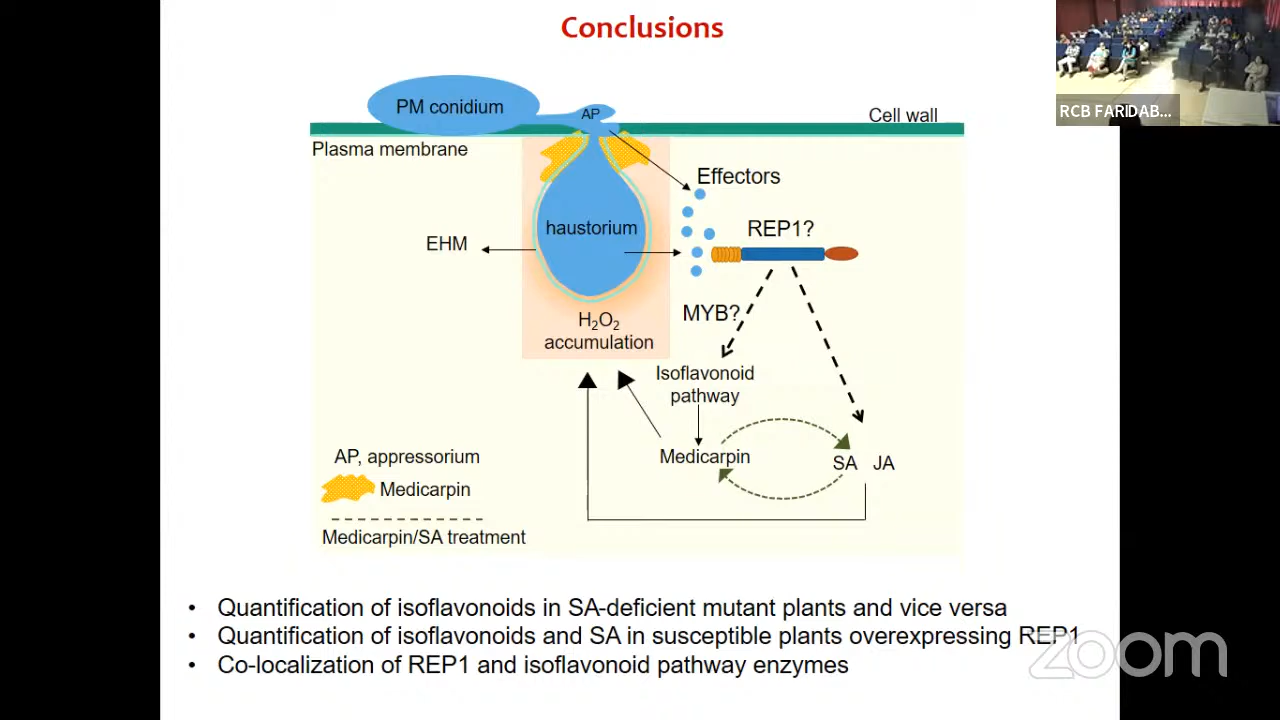 Conclusions
RCB FARIDAB...
PM conidium
AP
Cell wall
Plasma membrane
Effectors
haustorium
REP1?
EHM
MYB?
H₂O₂
accumulation
Isoflavonoid
pathway
AP, appressorium
Medicarpin
SA JA
Medicarpin
Medicarpin/SA treatment
• Quantification of isoflavonoids in SA-deficient mutant plants and vice versa
• Quantification of isoflavonoids and SA in susceptible plants overexpressing REP1
• Co-localization of REP1 and isoflavonoid pathway enzymes
zoom